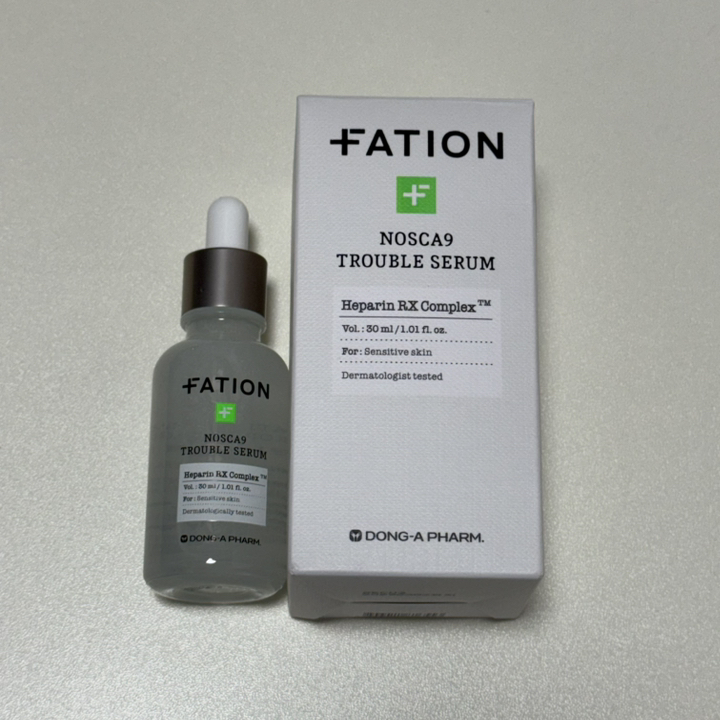 FATION
NOSCA9
TROUBLE SERUM
Heparin RX Complex™
Vol. : 30 ml / 1.01 fl. oz.
For : Sensitive skin
Dermatologically tested
DONG-A PHARM.
FATION
NOSCA9
TROUBLE SERUM
Heparin RX Complex™
Vol. : 30 ml / 1.01 fl. oz.
For : Sensitive skin
Dermatologist tested
DONG-A PHARM.